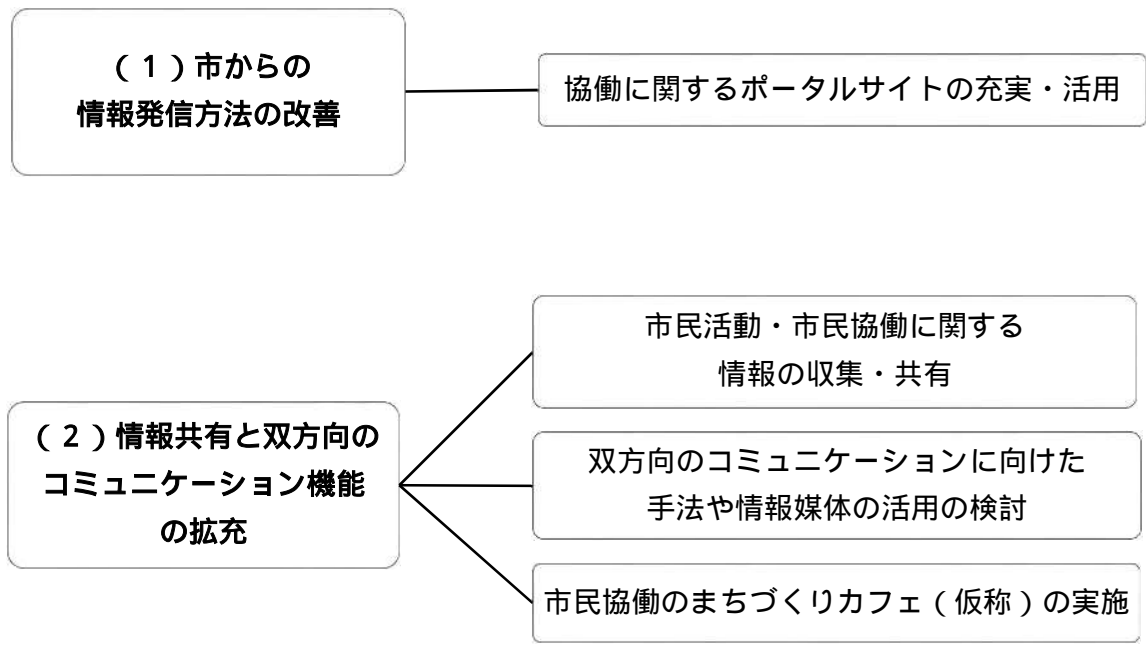 （１）市からの
情報発信方法の改善
協働に関するポータルサイトの充実・活用
市民活動・市民協働に関する
情報の収集・共有
（２）情報共有と双方向の
コミュニケーション機能
の拡充
双方向のコミュニケーションに向けた
手法や情報媒体の活用の検討
市民協働のまちづくりカフェ（仮称）の実施